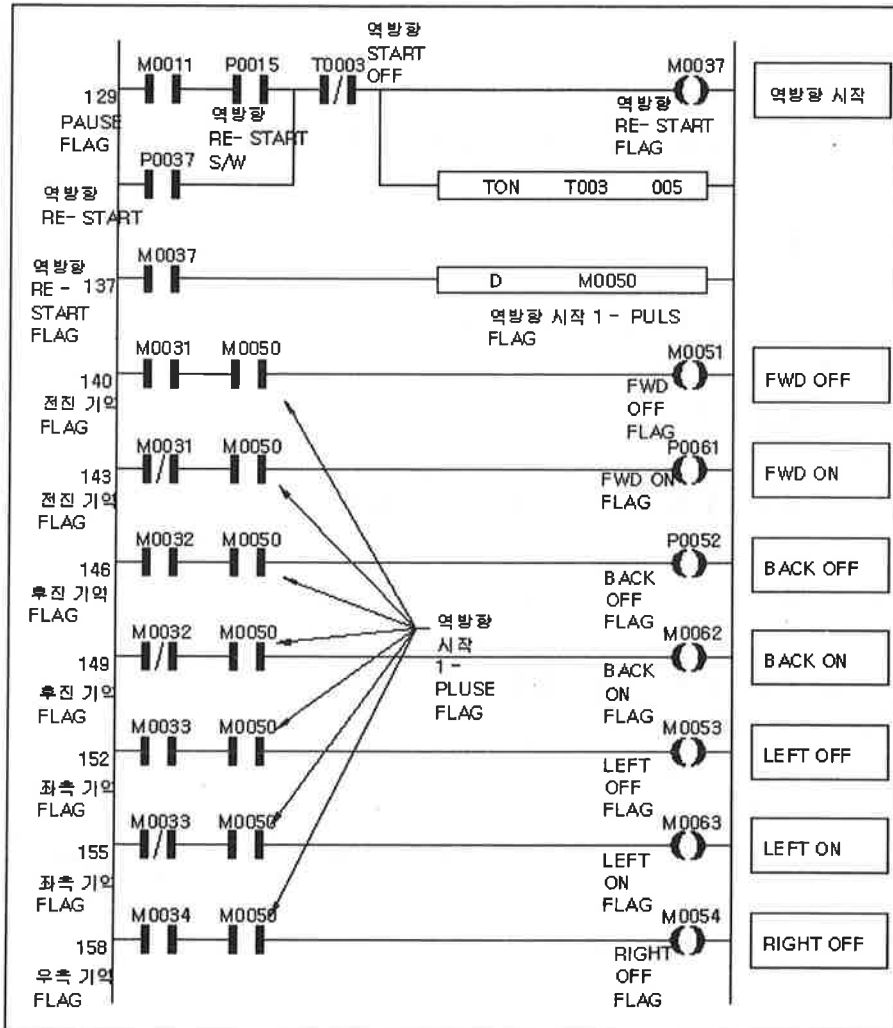 역방향
START
OFF
M0011 P0015 T0003 M0037
129
PAUSE
FLAG
역방향
RE- START
S/W
역방향
RE- START
FLAG
역방향 시작
P0037
역방향
RE- START
TON T003 005
M0037
역방향
RE - 137
START
FLAG
D M0050
역방향 시작 1 - PULS
FLAG
M0031 M0050 M0051
140
전진 기억
FLAG
FWD
OFF
FLAG
FWD OFF
M0031 M0050 P0061
143
전진 기억
FLAG
FWD ON
FLAG
FWD ON
M0032 M0050 P0052
146
후진 기억
FLAG
BACK
OFF
FLAG
BACK OFF
역방향
시작
1 -
PLUSE
FLAG
M0032 M0050 M0062
149
후진 기억
FLAG
BACK
ON
FLAG
BACK ON
M0033 M0050 M0053
152
좌측 기억
FLAG
LEFT
OFF
FLAG
LEFT OFF
M0033 M0050 M0063
155
좌측 기억
FLAG
LEFT
ON
FLAG
LEFT ON
M0034 M0050 M0054
158
우측 기억
FLAG
RIGHT
OFF
FLAG
RIGHT OFF